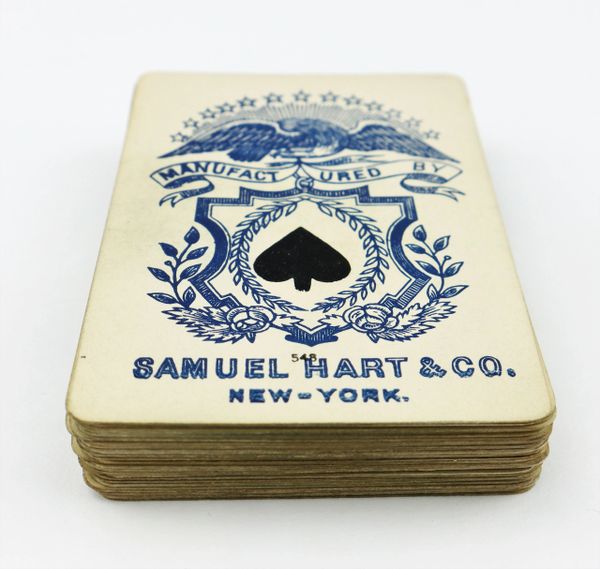 MANUFACTURED BY
548
SAMUEL HART & CO.
NEW-YORK.